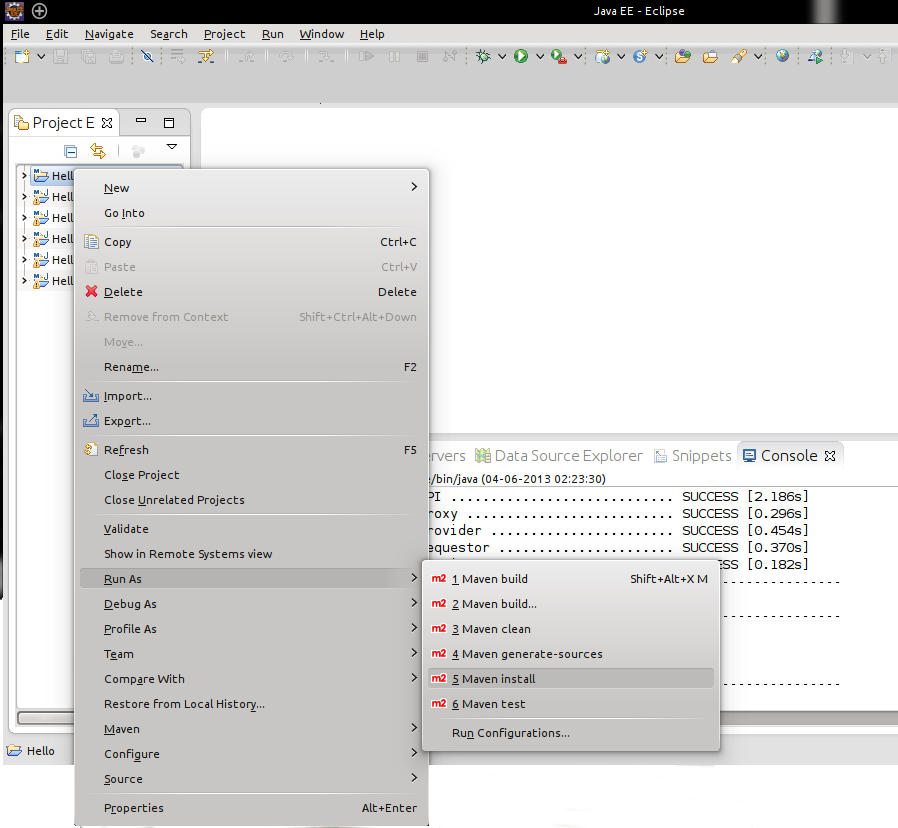 Java EE - Eclipse
File Edit Navigate Search Project Run Window Help
Project E
Hell
Hell
Hell
Hell
Hell
Hell
New
Go Into
Copy Ctrl+C
Paste Ctrl+V
Delete Delete
Remove from Context Shift+Ctrl+Alt+Down
Move...
Rename... F2
Import...
Export...
Refresh F5
Close Project
Close Unrelated Projects
Validate
Show in Remote Systems view
Run As
Debug As
Profile As
Team
Compare With
Restore from Local History...
Maven
Configure
Source
Properties Alt+Enter
ervers Data Source Explorer Snippets Console
e/bin/java (04-06-2013 02:23:30)
PI ........................... SUCCESS [2.186s]
roxy ......................... SUCCESS [0.296s]
rovider ...................... SUCCESS [0.454s]
equestor ..................... SUCCESS [0.370s]
SUCCESS [0.182s]
m2 1 Maven build Shift+Alt+X M
m2 2 Maven build...
m2 3 Maven clean
m2 4 Maven generate-sources
m2 5 Maven install
m2 6 Maven test
Run Configurations...
Hello